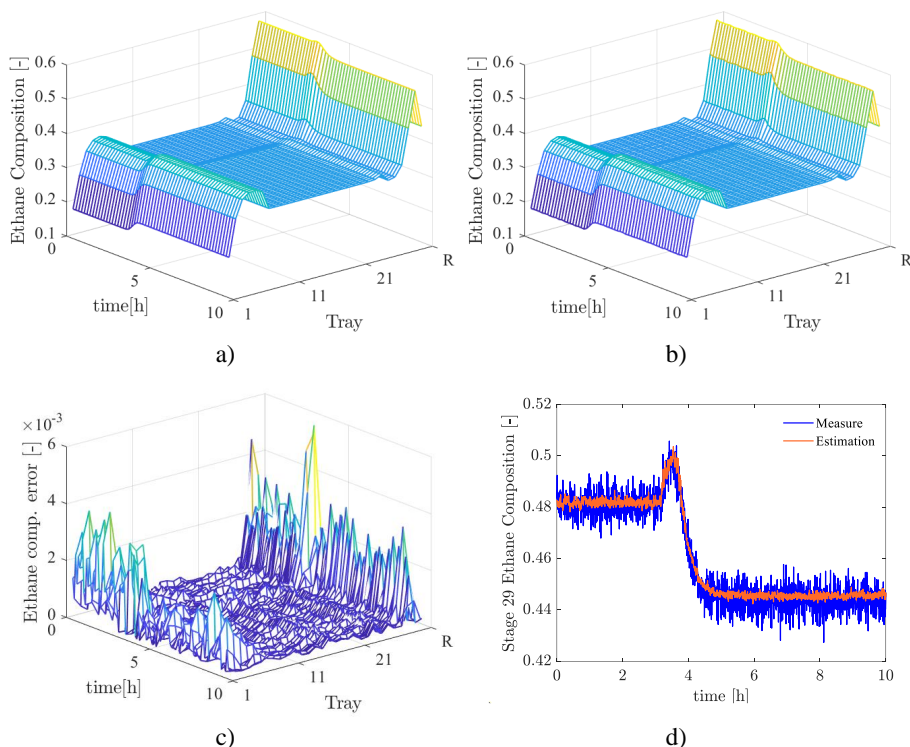 0.6
0.5
0.4
0.3
0.2
0.1
Ethane Composition [-]
0
5
10
time[h]
1
11
21
R
Tray
a)
0.6
0.5
0.4
0.3
0.2
0.1
Ethane Composition [-]
0
5
10
time[h]
1
11
21
R
Tray
b)
×10⁻³
6
4
2
0
Ethane comp. error [-]
0
5
10
time[h]
1
11
21
R
Tray
c)
0.52
0.5
0.48
0.46
0.44
0.42
Stage 29 Ethane Composition [-]
Measure
Estimation
0 2 4 6 8 10
time [h]
d)